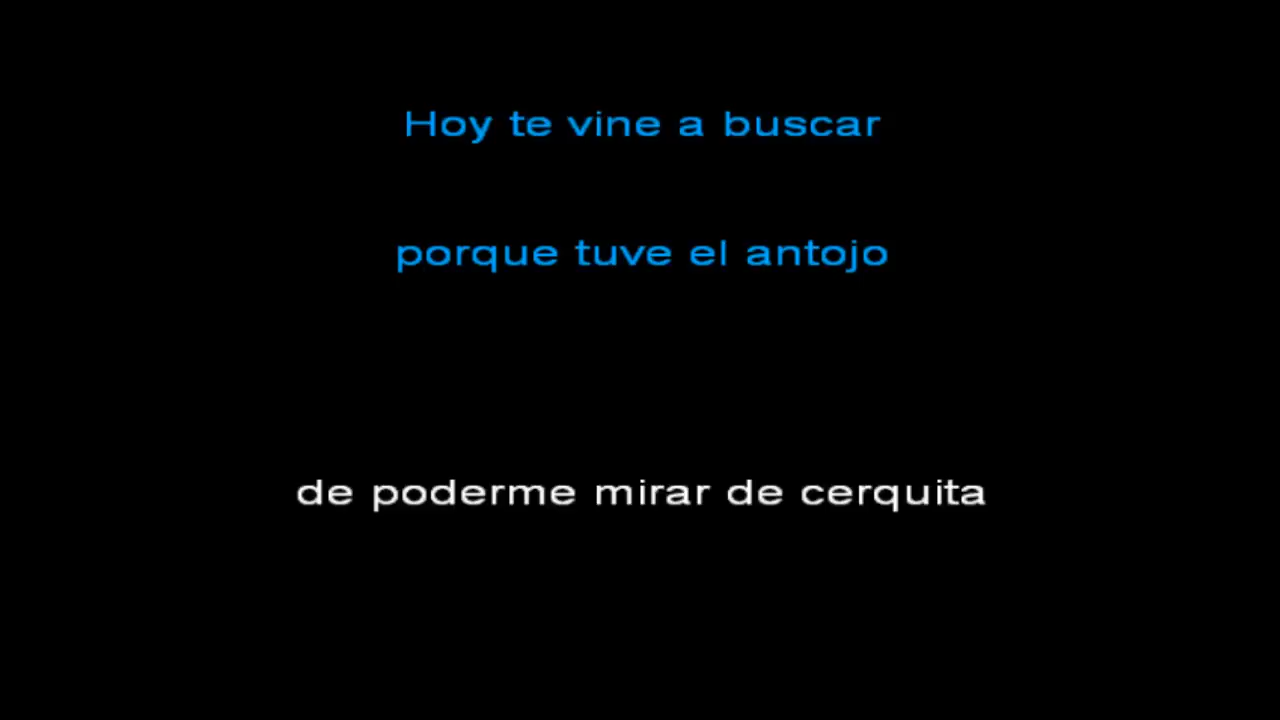 Hoy te vine a buscar
porque tuve el antojo
de poderme mirar de cerquita